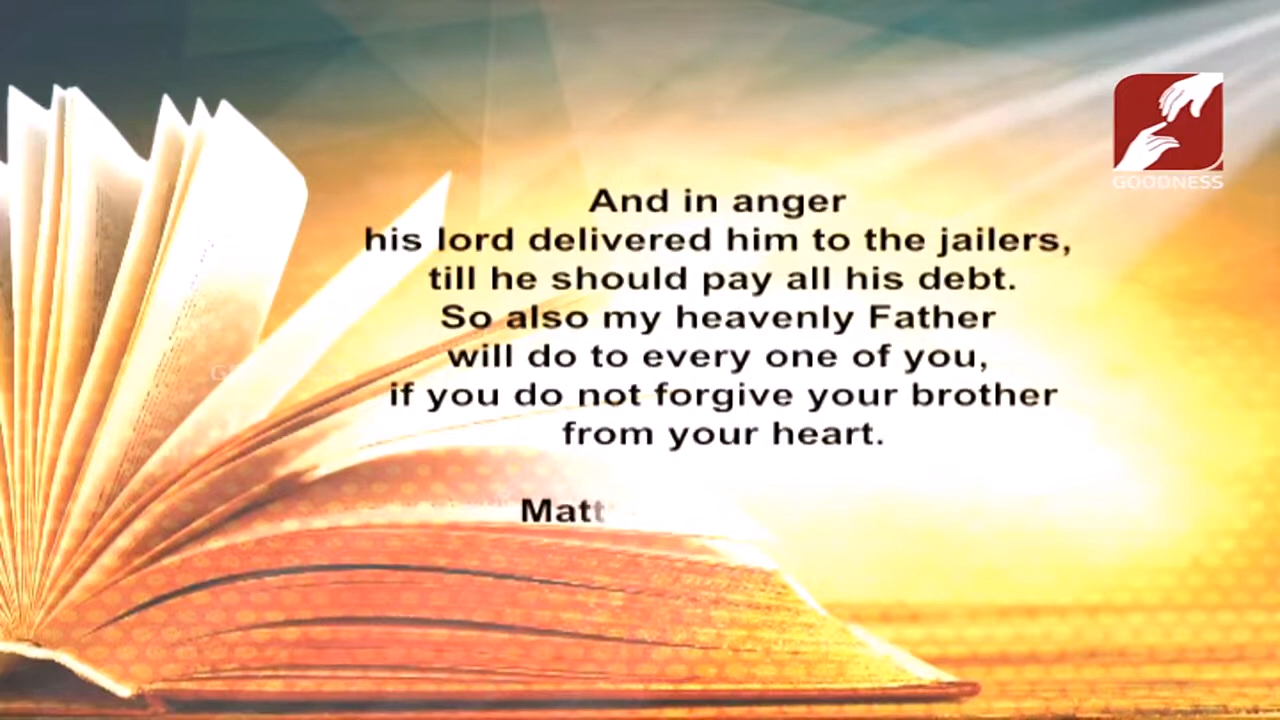 GOODNESS
And in anger
his lord delivered him to the jailers,
till he should pay all his debt.
So also my heavenly Father
will do to every one of you,
if you do not forgive your brother
from your heart.
Matt